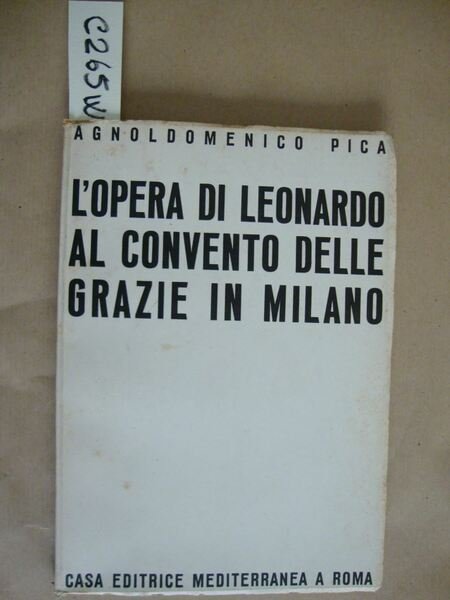 C265W
AGNOLDOMENICO PICA
L'OPERA DI LEONARDO
AL CONVENTO DELLE
GRAZIE IN MILANO
CASA EDITRICE MEDITERRANEA A ROMA